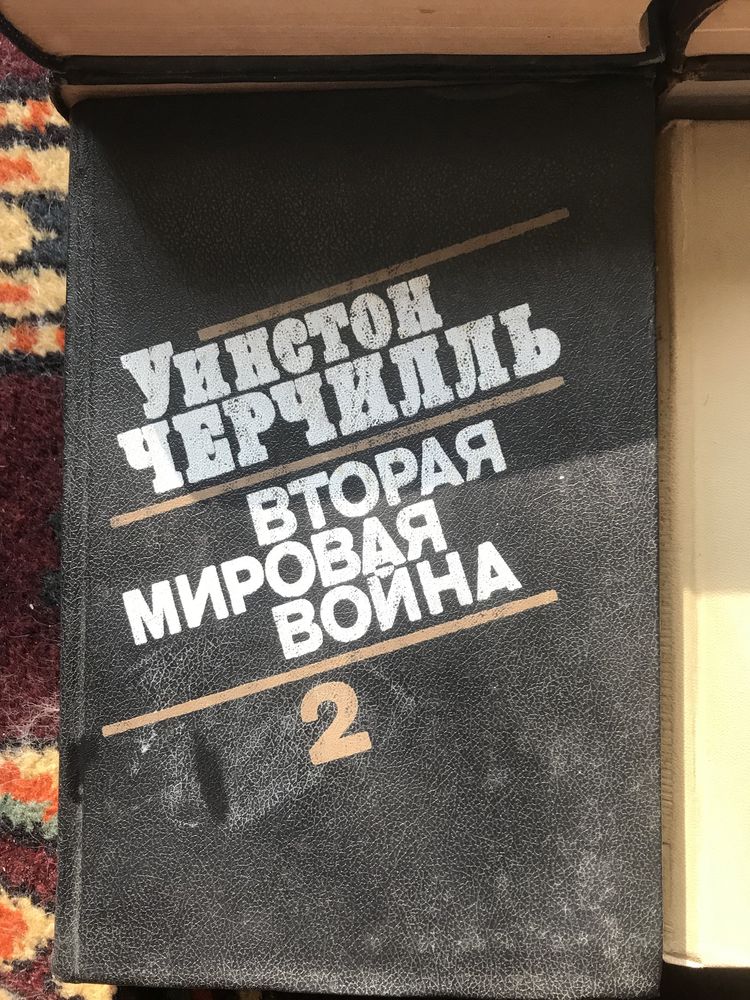 Уинстон
ЧЕРЧИЛЛЬ
ВТОРАЯ
МИРОВАЯ
ВОЙНА
2